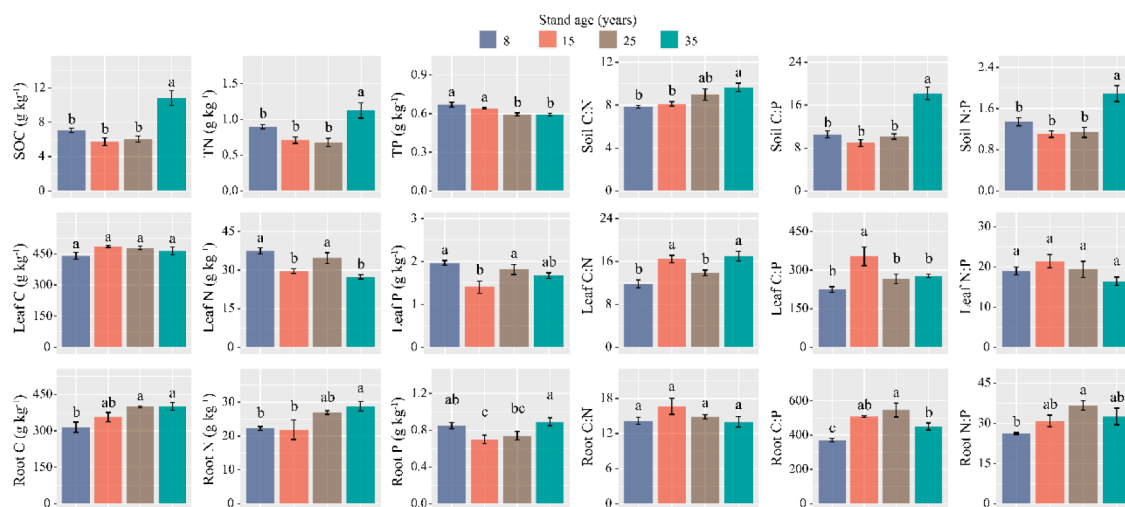 Stand age (years)
8 15 25 35
SOC (g kg⁻¹)
12
8
4
0
b b b a
TN (g kg⁻¹)
1.5
1.0
0.5
0.0
b b b a
TP (g kg⁻¹)
0.9
0.6
0.3
0.0
a a b b
Soil C:N
12
8
4
0
b b ab a
Soil C:P
24
16
8
0
b b b a
Soil N:P
2.4
1.6
0.8
0.0
b b b a
Leaf C (g kg⁻¹)
450
300
150
0
a a a a
Leaf N (g kg⁻¹)
45
30
15
0
a b a b
Leaf P (g kg⁻¹)
3
2
1
0
a b a ab
Leaf C:N
24
16
8
0
b a b a
Leaf C:P
450
300
150
0
b a b b
Leaf N:P
30
20
10
0
a a a a
Root C (g kg⁻¹)
450
300
150
0
b ab a a
Root N (g kg⁻¹)
30
20
10
0
b b ab a
Root P (g kg⁻¹)
1.2
0.8
0.4
0.0
ab c bc a
Root C:N
21
14
7
0
a a a a
Root C:P
600
400
200
0
c ab a b
Root N:P
45
30
15
0
b ab a ab